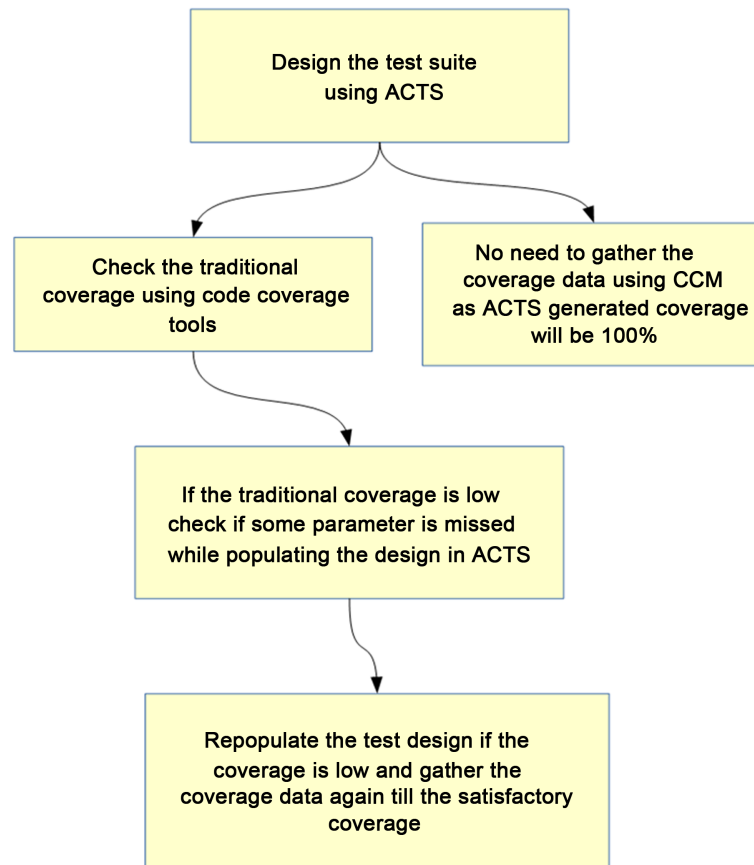 Design the test suite
using ACTS
Check the traditional
coverage using code coverage
tools
No need to gather the
coverage data using CCM
as ACTS generated coverage
will be 100%
If the traditional coverage is low
check if some parameter is missed
while populating the design in ACTS
Repopulate the test design if the
coverage is low and gather the
coverage data again till the satisfactory
coverage